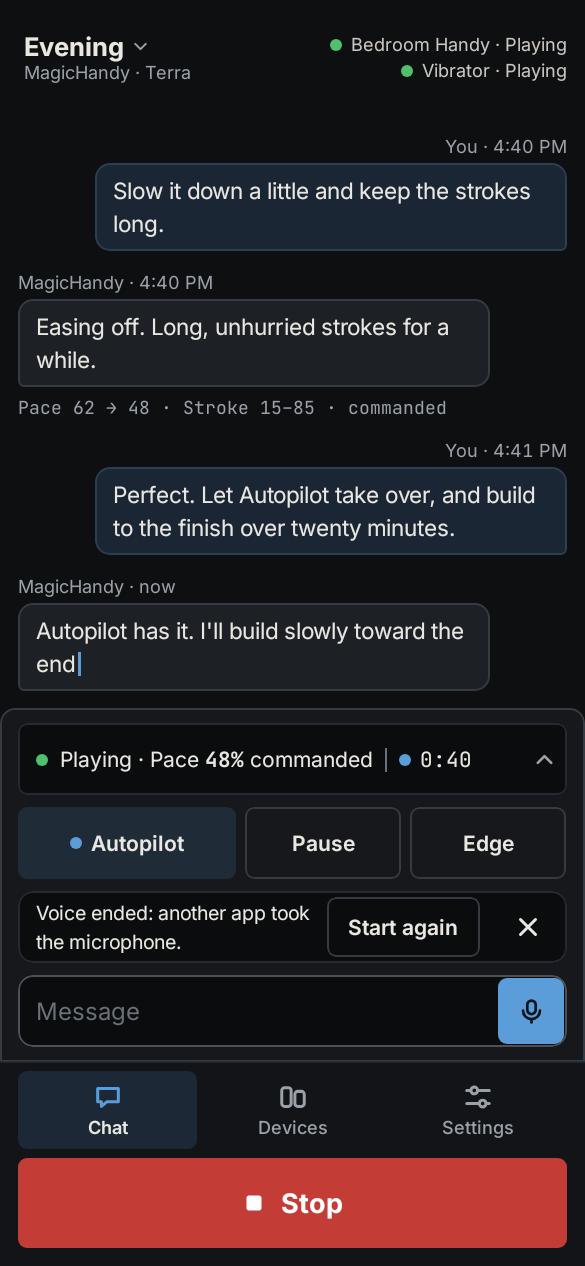 Evening
MagicHandy · Terra
Bedroom Handy · Playing
Vibrator · Playing
You · 4:40 PM
Slow it down a little and keep the strokes
long.
MagicHandy · 4:40 PM
Easing off. Long, unhurried strokes for a
while.
Pace 62 → 48 · Stroke 15–85 · commanded
You · 4:41 PM
Perfect. Let Autopilot take over, and build
to the finish over twenty minutes.
MagicHandy · now
Autopilot has it. I'll build slowly toward the
end
Playing · Pace 48% commanded
0:40
Autopilot
Pause
Edge
Voice ended: another app took
the microphone.
Start again
Message
Chat
Devices
Settings
Stop